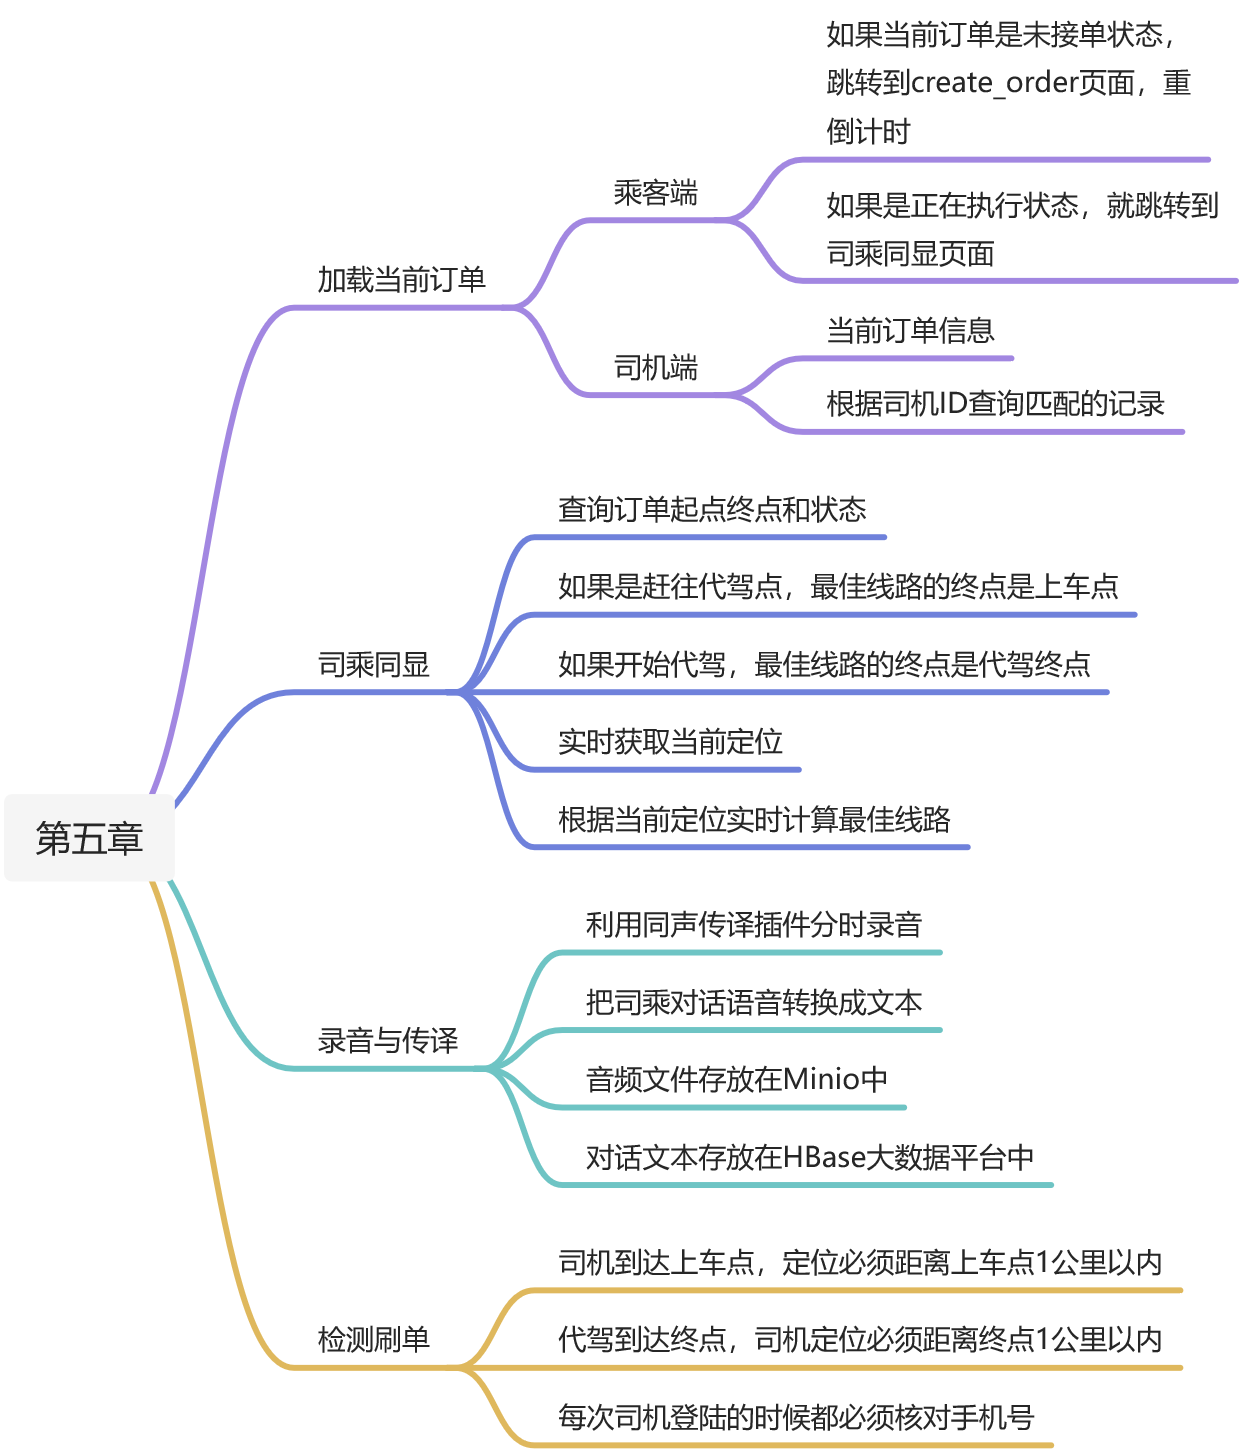 如果当前订单是未接单状态，
跳转到create_order页面，重
倒计时
乘客端
如果是正在执行状态，就跳转到
司乘同显页面
加载当前订单
当前订单信息
司机端
根据司机ID查询匹配的记录
查询订单起点终点和状态
如果是赶往代驾点，最佳线路的终点是上车点
司乘同显
如果开始代驾，最佳线路的终点是代驾终点
实时获取当前定位
根据当前定位实时计算最佳线路
第五章
利用同声传译插件分时录音
把司乘对话语音转换成文本
录音与传译
音频文件存放在Minio中
对话文本存放在HBase大数据平台中
司机到达上车点，定位必须距离上车点1公里以内
检测刷单
代驾到达终点，司机定位必须距离终点1公里以内
每次司机登陆的时候都必须核对手机号